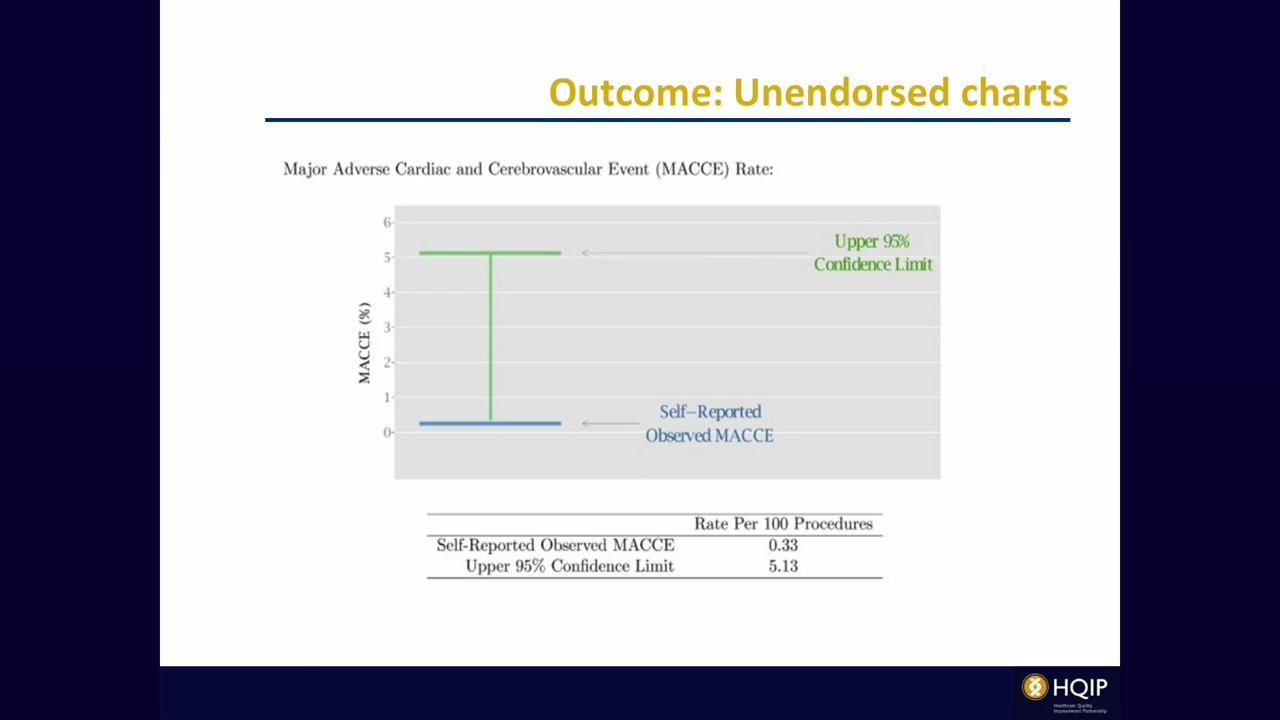 Outcome: Unendorsed charts
Major Adverse Cardiac and Cerebrovascular Event (MACCE) Rate:
6
5
4
3
2
1
0
MACCE (%)
Upper 95%
Confidence Limit
Self-Reported
Observed MACCE
Rate Per 100 Procedures
Self-Reported Observed MACCE 0.33
Upper 95% Confidence Limit 5.13
HQIP
Healthcare Quality
Improvement Partnership